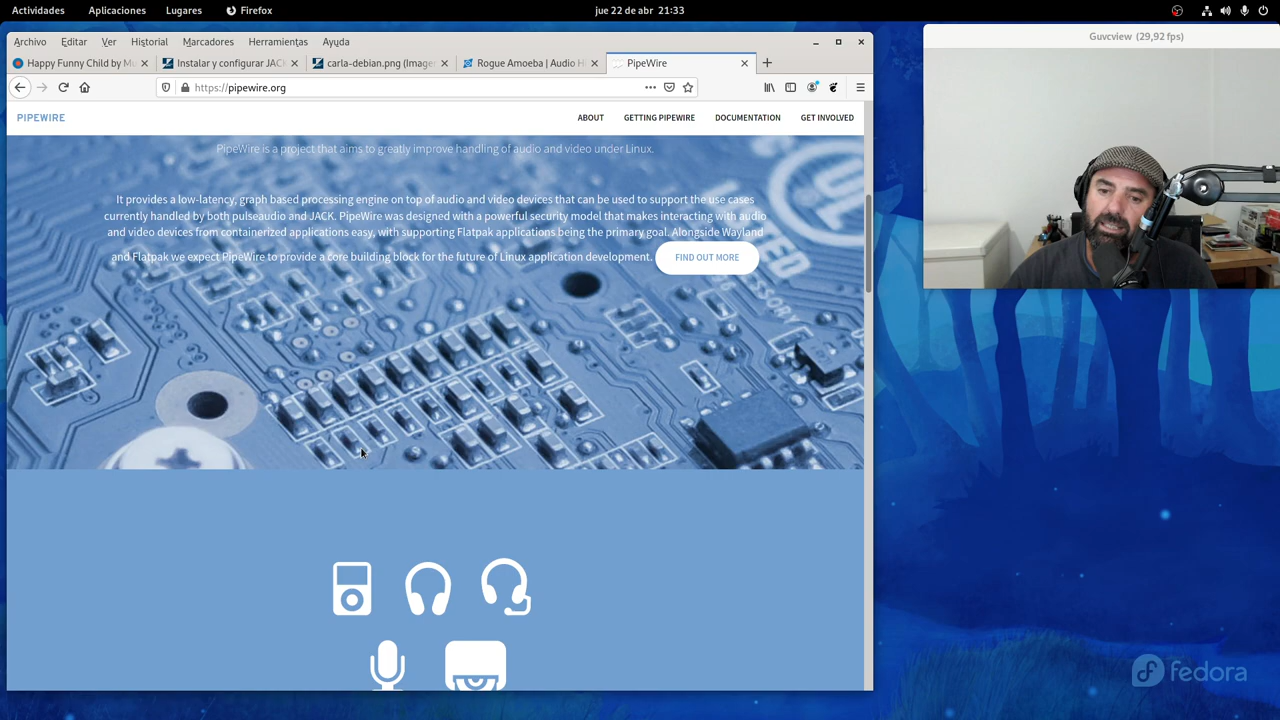 Actividades Aplicaciones Lugares Firefox jue 22 de abr 21:33
Guvcview (29,92 fps)
Archivo Editar Ver Historial Marcadores Herramientas Ayuda
Happy Funny Child by Mu Instalar y configurar JAC carla-debian.png (Image Rogue Amoeba | Audio Hi PipeWire
https://pipewire.org
PIPEWIRE ABOUT GETTING PIPEWIRE DOCUMENTATION GET INVOLVED
PipeWire is a project that aims to greatly improve handling of audio and video under Linux.
It provides a low-latency, graph based processing engine on top of audio and video devices that can be used to support the use cases
currently handled by both pulseaudio and JACK. PipeWire was designed with a powerful security model that makes interacting with audio
and video devices from containerized applications easy, with supporting Flatpak applications being the primary goal. Alongside Wayland
and Flatpak we expect PipeWire to provide a core building block for the future of Linux application development. FIND OUT MORE
fedora